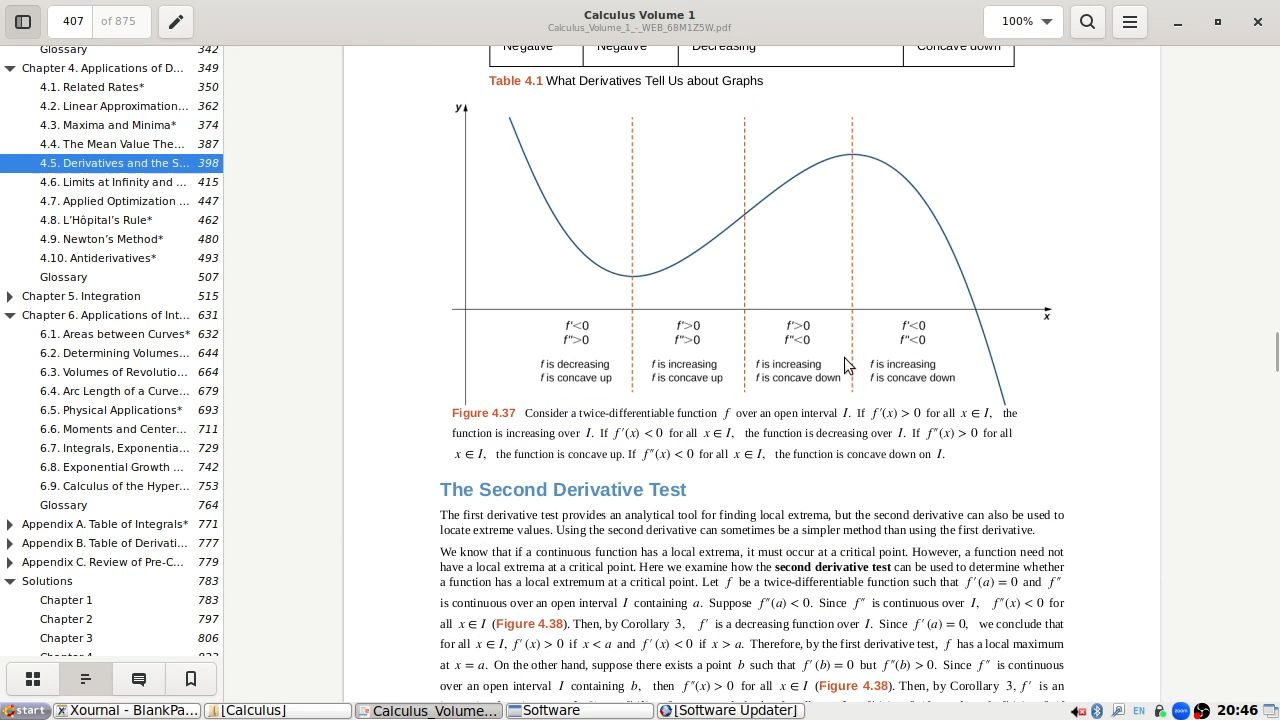 407 of 875
Calculus Volume 1
Calculus_Volume_1_-_WEB_68M1Z5W.pdf
100%
Glossary 342
Chapter 4. Applications of D... 349
4.1. Related Rates* 350
4.2. Linear Approximation... 362
4.3. Maxima and Minima* 374
4.4. The Mean Value The... 387
4.5. Derivatives and the S... 398
4.6. Limits at Infinity and ... 415
4.7. Applied Optimization ... 447
4.8. L’Hôpital’s Rule* 462
4.9. Newton’s Method* 480
4.10. Antiderivatives* 493
Glossary 507
Chapter 5. Integration 515
Chapter 6. Applications of Int... 631
6.1. Areas between Curves* 632
6.2. Determining Volumes... 644
6.3. Volumes of Revolutio... 664
6.4. Arc Length of a Curve... 679
6.5. Physical Applications* 693
6.6. Moments and Center... 711
6.7. Integrals, Exponentia... 729
6.8. Exponential Growth ... 742
6.9. Calculus of the Hyper... 753
Glossary 764
Appendix A. Table of Integrals* 771
Appendix B. Table of Derivati... 777
Appendix C. Review of Pre-C... 779
Solutions 783
Chapter 1 783
Chapter 2 797
Chapter 3 806
Negative Negative Decreasing Concave down
Table 4.1 What Derivatives Tell Us about Graphs
y
x
f′<0 f′>0 f′>0 f′<0
f″>0 f″>0 f″<0 f″<0
f is decreasing f is increasing f is increasing f is increasing
f is concave up f is concave up f is concave down f is concave down
Figure 4.37 Consider a twice-differentiable function f over an open interval I. If f′(x) > 0 for all x ∈ I, the
function is increasing over I. If f′(x) < 0 for all x ∈ I, the function is decreasing over I. If f″(x) > 0 for all
x ∈ I, the function is concave up. If f″(x) < 0 for all x ∈ I, the function is concave down on I.
The Second Derivative Test
The first derivative test provides an analytical tool for finding local extrema, but the second derivative can also be used to
locate extreme values. Using the second derivative can sometimes be a simpler method than using the first derivative.
We know that if a continuous function has a local extrema, it must occur at a critical point. However, a function need not
have a local extrema at a critical point. Here we examine how the second derivative test can be used to determine whether
a function has a local extremum at a critical point. Let f be a twice-differentiable function such that f′(a) = 0 and f″
is continuous over an open interval I containing a. Suppose f″(a) < 0. Since f″ is continuous over I, f″(x) < 0 for
all x ∈ I (Figure 4.38). Then, by Corollary 3, f′ is a decreasing function over I. Since f′(a) = 0, we conclude that
for all x ∈ I, f′(x) > 0 if x < a and f′(x) < 0 if x > a. Therefore, by the first derivative test, f has a local maximum
at x = a. On the other hand, suppose there exists a point b such that f′(b) = 0 but f″(b) > 0. Since f″ is continuous
over an open interval I containing b, then f″(x) > 0 for all x ∈ I (Figure 4.38). Then, by Corollary 3, f′ is an
start Xournal - BlankPa... [Calculus] Calculus_Volume... Software [Software Updater] zoom EN 20:46